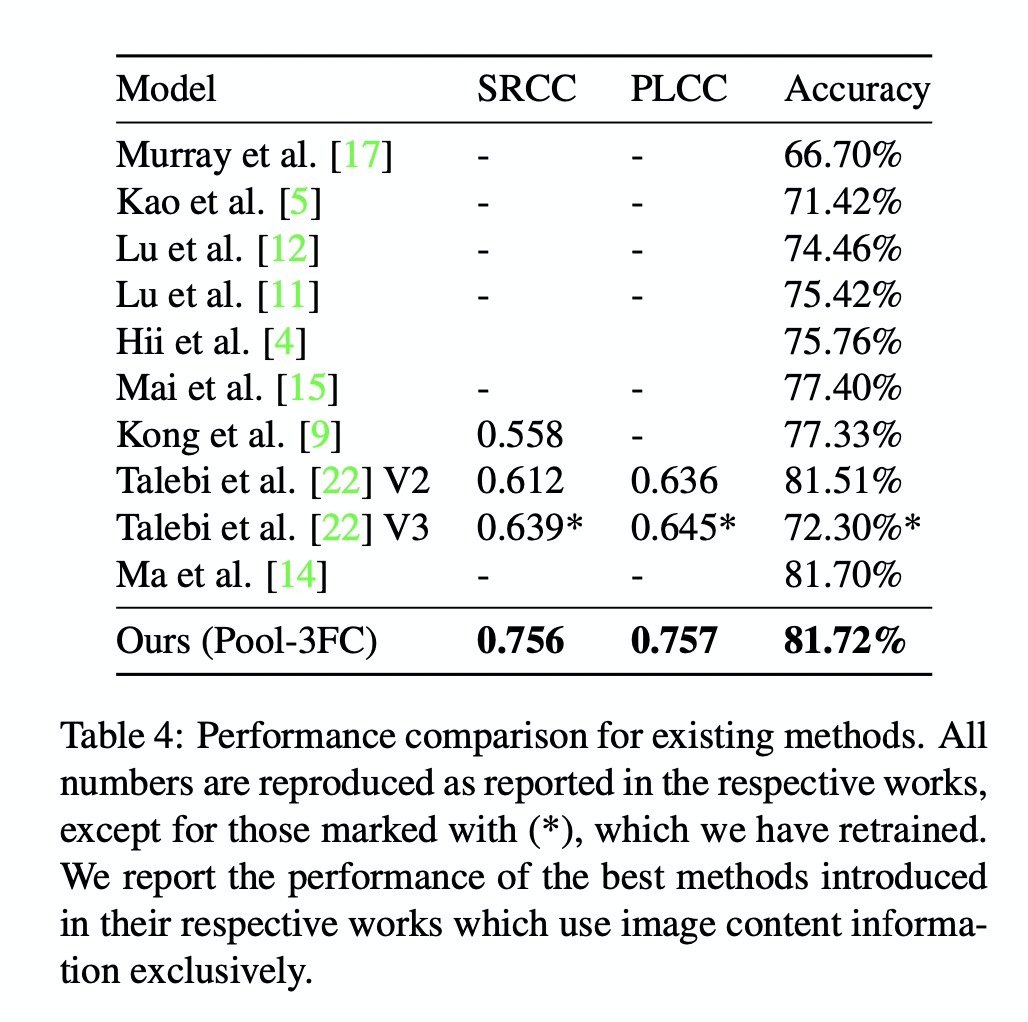 Model SRCC PLCC Accuracy
Murray et al. [17] - - 66.70%
Kao et al. [5] - - 71.42%
Lu et al. [12] - - 74.46%
Lu et al. [11] - - 75.42%
Hii et al. [4] 75.76%
Mai et al. [15] - - 77.40%
Kong et al. [9] 0.558 - 77.33%
Talebi et al. [22] V2 0.612 0.636 81.51%
Talebi et al. [22] V3 0.639* 0.645* 72.30%*
Ma et al. [14] - - 81.70%
Ours (Pool-3FC) 0.756 0.757 81.72%
Table 4: Performance comparison for existing methods. All
numbers are reproduced as reported in the respective works,
except for those marked with (*), which we have retrained.
We report the performance of the best methods introduced
in their respective works which use image content informa-
tion exclusively.